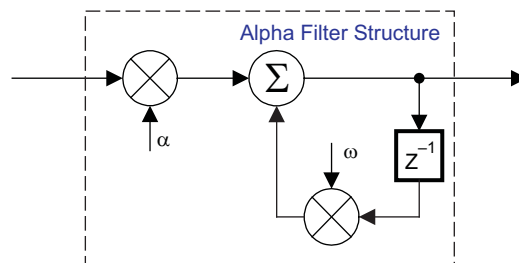 Alpha Filter Structure
Σ
α
ω
Z⁻¹